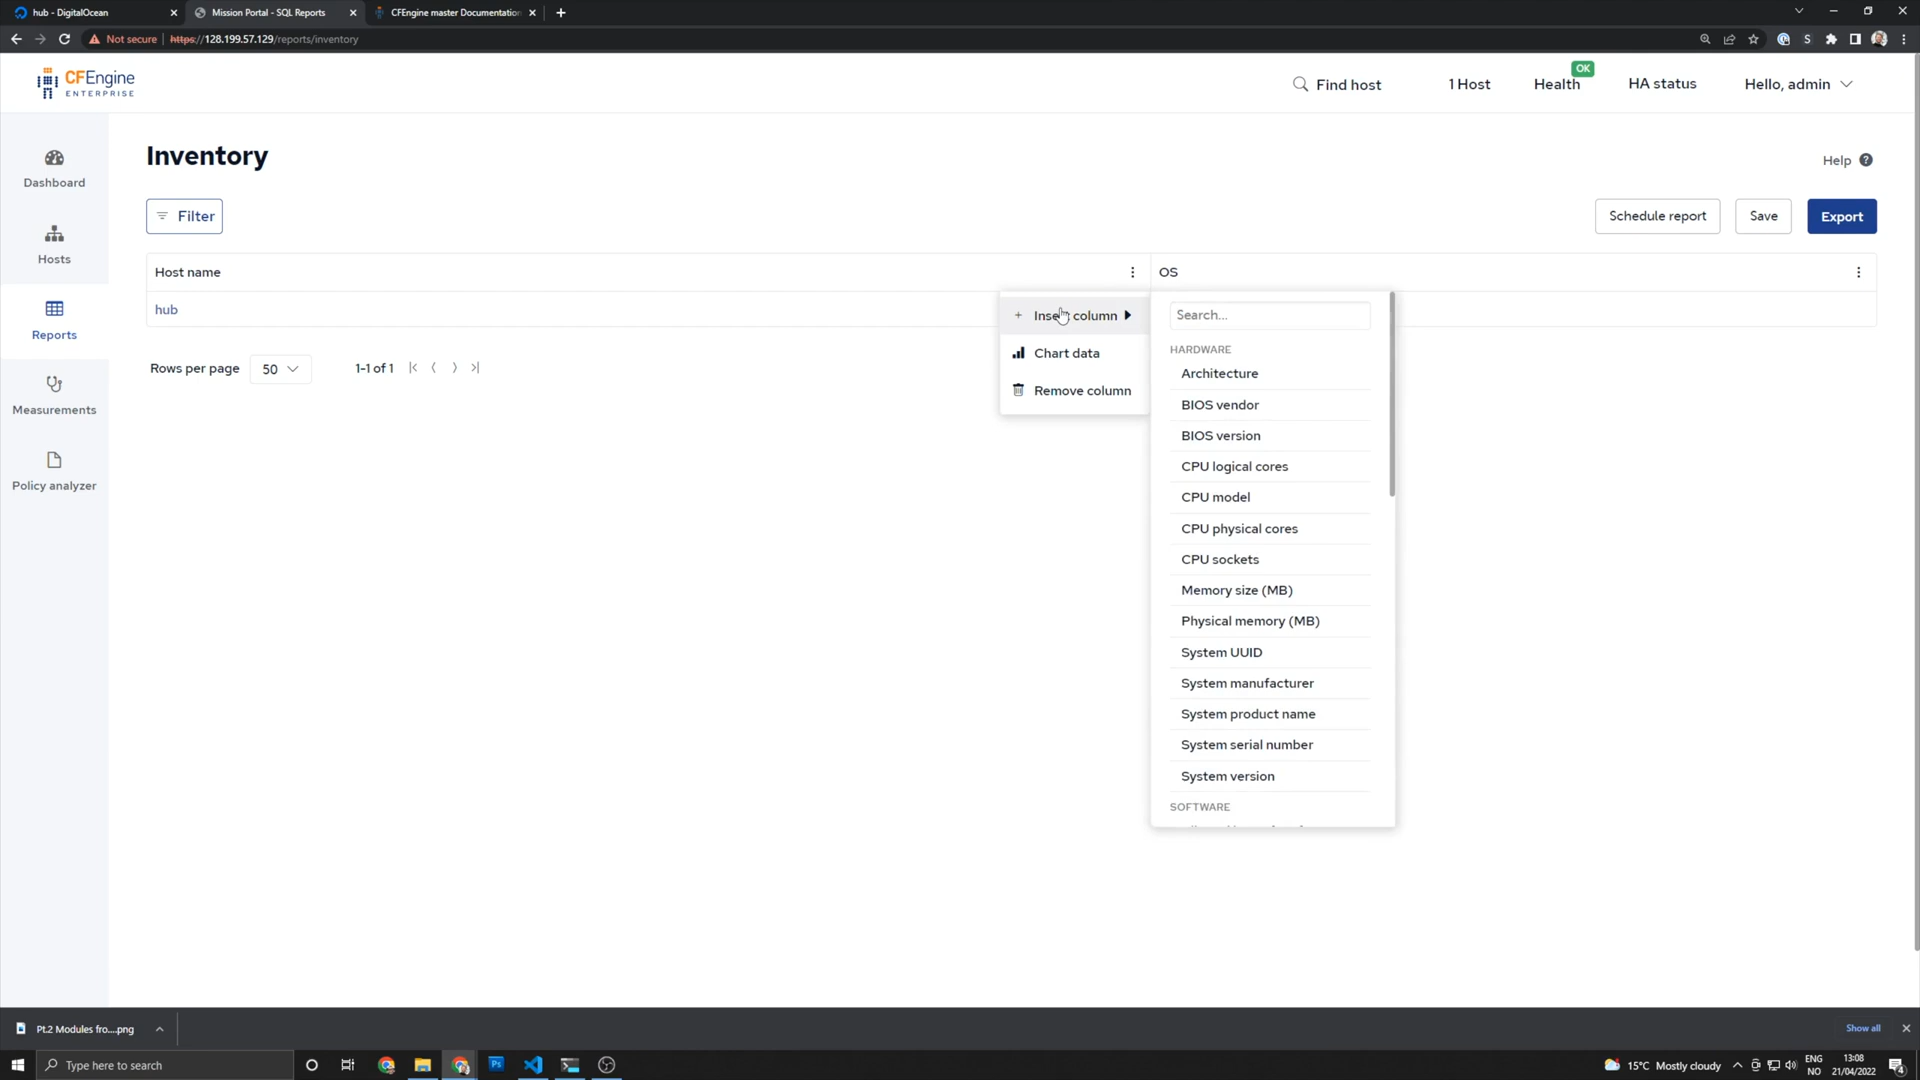 hub - DigitalOcean
Mission Portal - SQL Reports
CFEngine master Documentation
Not secure
https://128.199.57.129/reports/inventory
S
CFEngine
ENTERPRISE
Find host
1 Host
Health
OK
HA status
Hello, admin
Dashboard
Hosts
Reports
Measurements
Policy analyzer
Inventory
Help
Filter
Schedule report
Save
Export
Host name
OS
hub
Insert column
Chart data
Remove column
Search...
HARDWARE
Architecture
BIOS vendor
BIOS version
CPU logical cores
CPU model
CPU physical cores
CPU sockets
Memory size (MB)
Physical memory (MB)
System UUID
System manufacturer
System product name
System serial number
System version
SOFTWARE
Rows per page
50
1-1 of 1
Pt.2 Modules fro....png
Show all
Type here to search
Ps
15°C Mostly cloudy
ENG
NO
13:08
21/04/2022
4